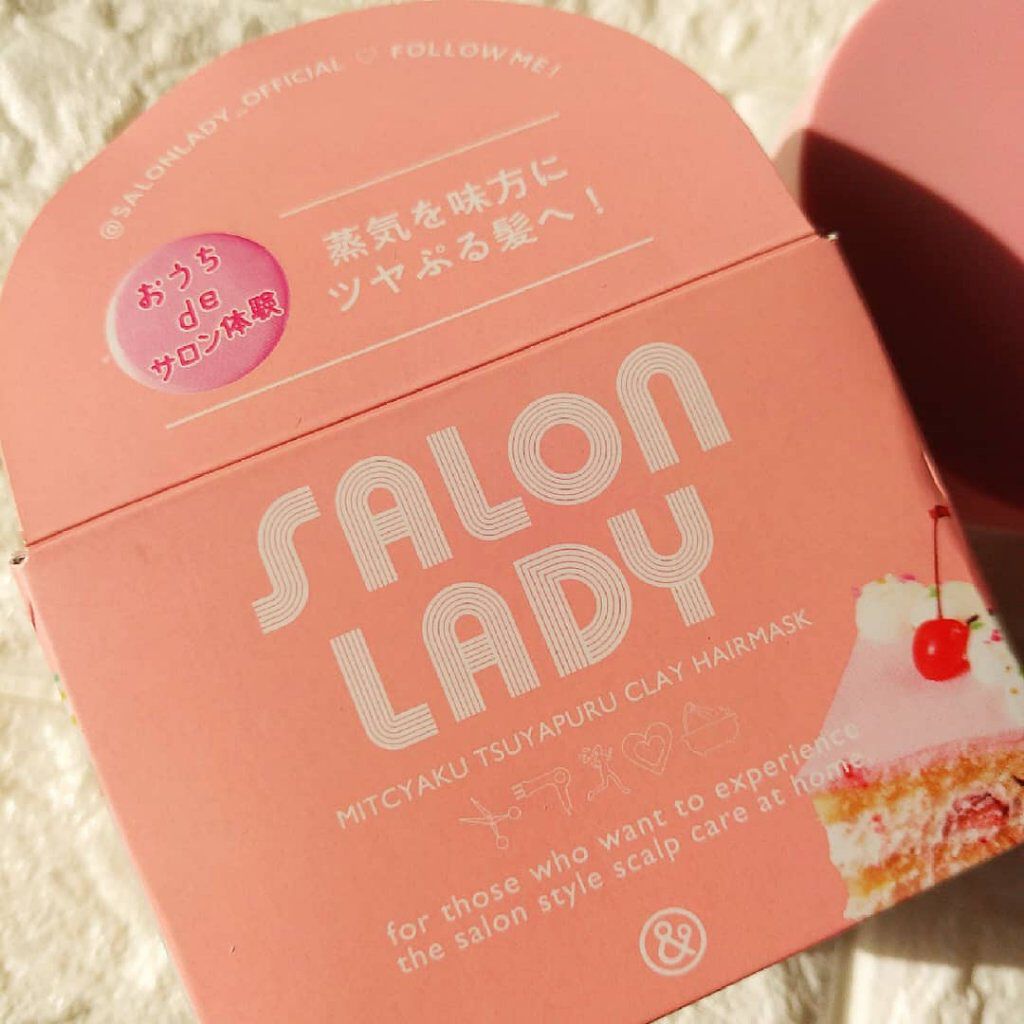 @SALONLADY_OFFICIAL ♡ FOLLOW ME!
蒸気を味方に
ツヤぷる髪へ!
おうち
de
サロン体験
SALON
LADY
MITCYAKU TSUYAPURU CLAY HAIRMASK
for those who want to experience
the salon style scalp care at home
&